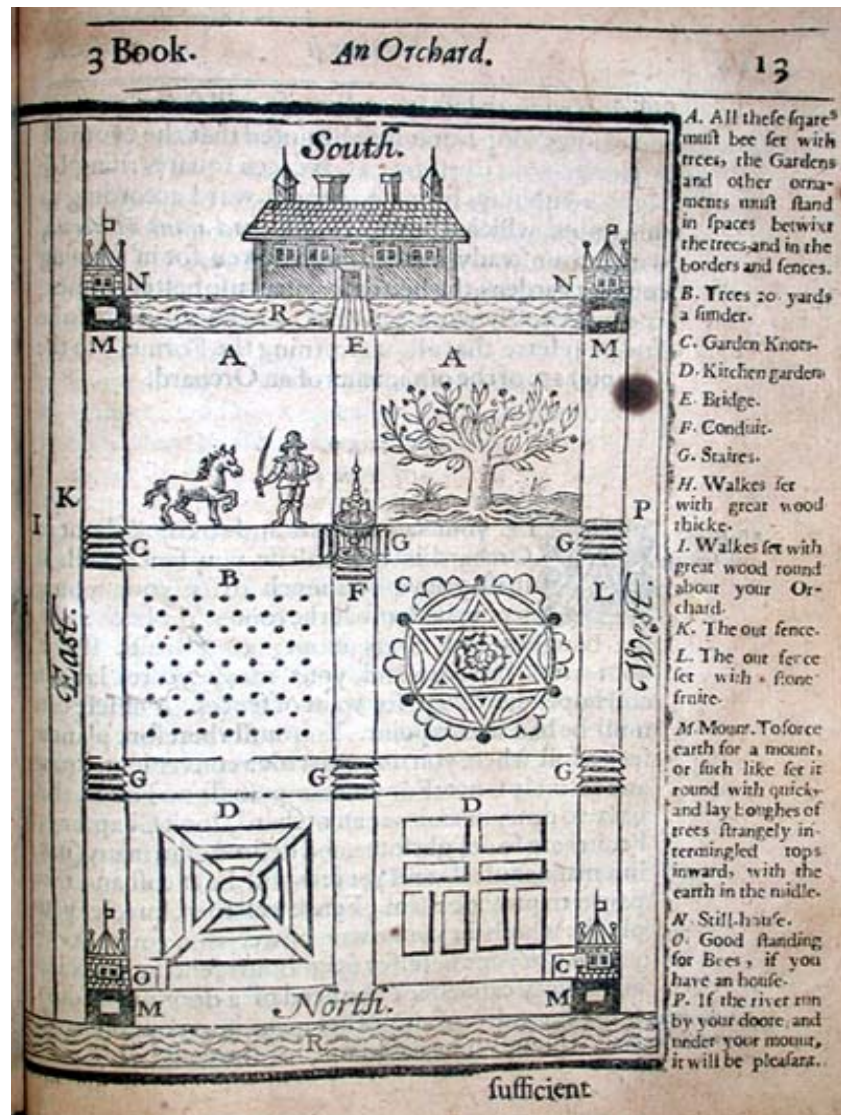 3 Book. An Orchard. 13
South.
N N
R
M A E A M
K P
I
C G G
B F C L
East. West.
G G G
D D
O C
M M
North.
R
A. All theſe ſqares
muſt bee ſet with
trees, the Gardens
and other orna-
ments muſt ſtand
in ſpaces betwixt
the trees, and in the
borders and fences.
B. Trees 20 yards
a ſunder.
C. Garden Knots.
D. Kitchen garden.
E. Bridge.
F. Conduit.
G. Staires.
H. Walkes ſet
with great wood
thicke.
I. Walkes ſet with
great wood round
about your Or-
chard.
K. The out fence.
L. The out fence
ſet with ſtone
fruite.
M. Mount. To force
earth for a mount,
or ſuch like ſet it
round with quick,
and lay boughes of
trees ſtrangely in-
termingled tops
inward, with the
earth in the midle.
N. Still-houſe.
O. Good ſtanding
for Bees, if you
have an houſe.
P. If the river run
by your doore, and
under your mount,
it will be pleaſant.
ſufficient